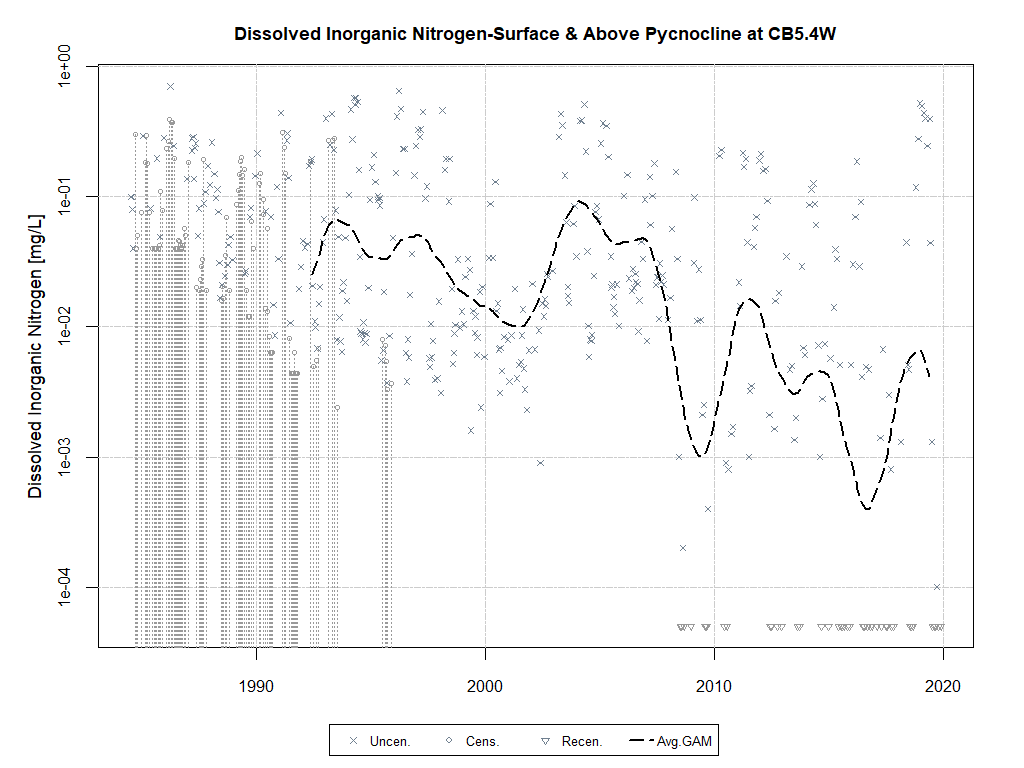 Dissolved Inorganic Nitrogen-Surface & Above Pycnocline at CB5.4W
Dissolved Inorganic Nitrogen [mg/L]
1e+00
1e-01
1e-02
1e-03
1e-04
1990 2000 2010 2020
Uncen. Cens. Recen. Avg.GAM